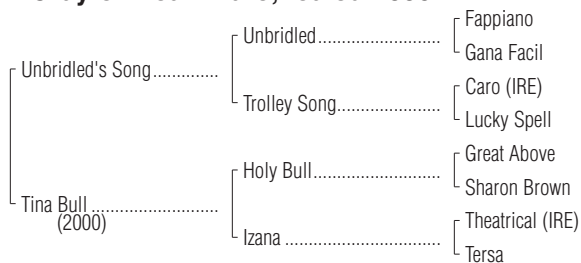 Fappiano
Unbridled
Gana Facil
Unbridled's Song
Caro (IRE)
Trolley Song
Lucky Spell
Great Above
Holy Bull
Sharon Brown
Tina Bull
(2000)
Theatrical (IRE)
Izana
Tersa